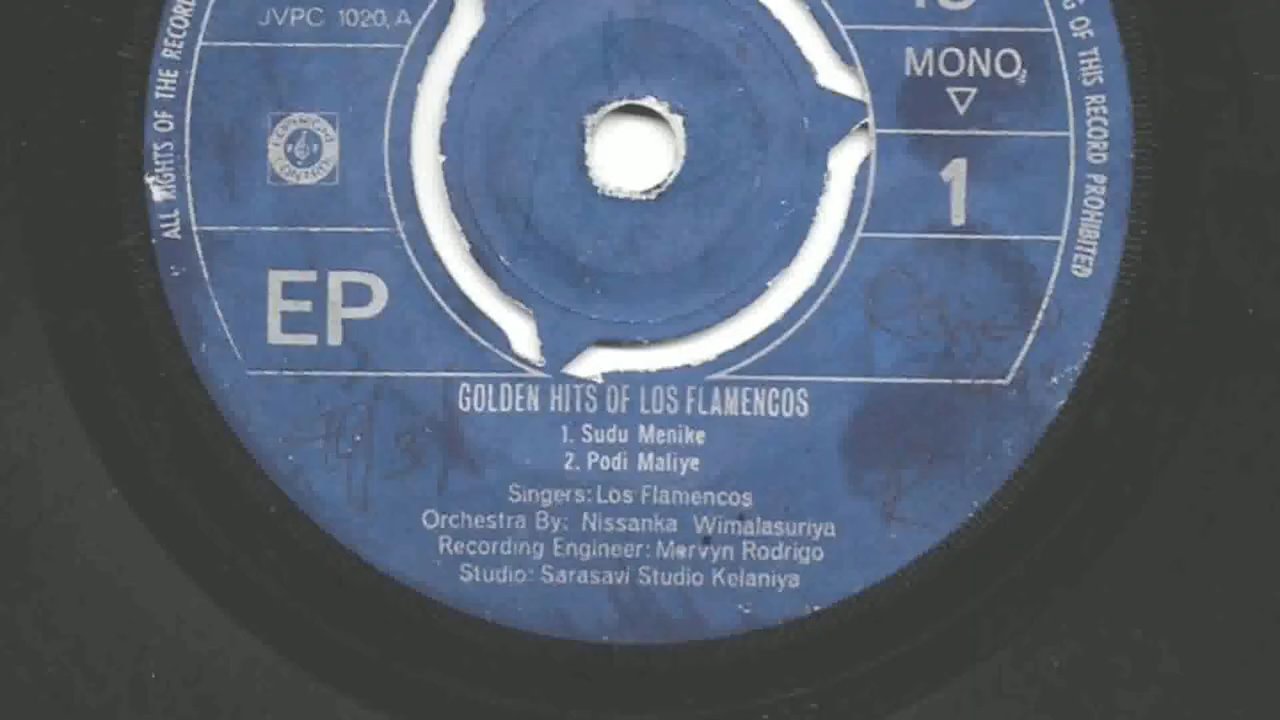 JVPC 1020, A
ALL RIGHTS OF THE RECORD
MONO
1
EP
OF THIS RECORD PROHIBITED
GOLDEN HITS OF LOS FLAMENCOS
1. Sudu Menike
2. Podi Maliye
Singers: Los Flamencos
Orchestra By: Nissanka Wimalasuriya
Recording Engineer: Mervyn Rodrigo
Studio: Sarasavi Studio Kelaniya